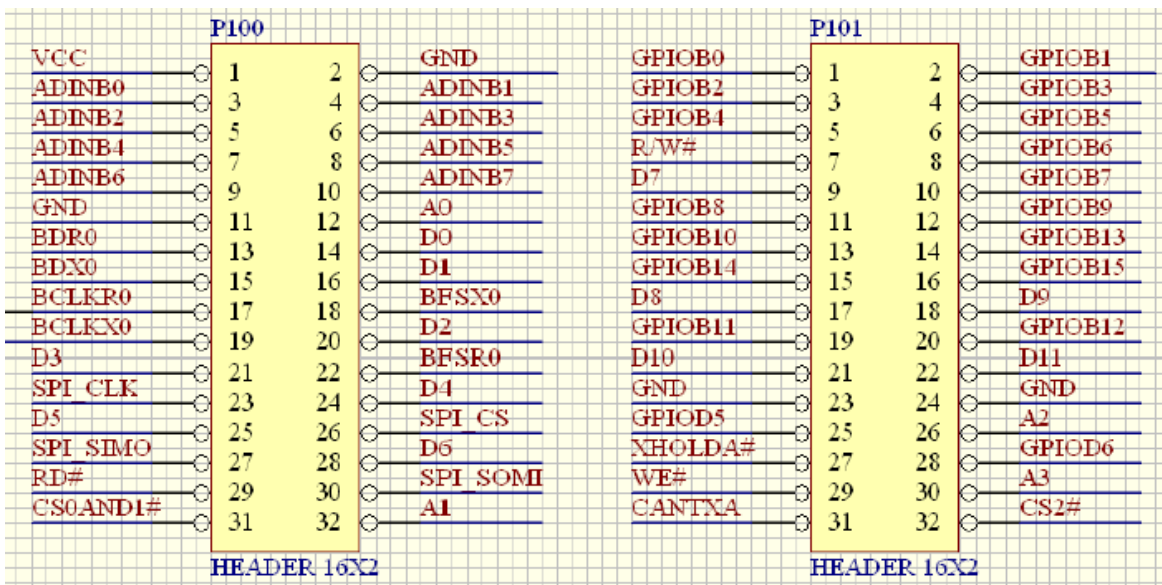 P100 P101
VCC GND GPIOB0 GPIOB1
1 2 1 2
ADINB0 ADINB1 GPIOB2 GPIOB3
3 4 3 4
ADINB2 ADINB3 GPIOB4 GPIOB5
5 6 5 6
ADINB4 ADINB5 R/W# GPIOB6
7 8 7 8
ADINB6 ADINB7 D7 GPIOB7
9 10 9 10
GND A0 GPIOB8 GPIOB9
11 12 11 12
BDR0 D0 GPIOB10 GPIOB13
13 14 13 14
BDX0 D1 GPIOB14 GPIOB15
15 16 15 16
BCLKR0 BFSX0 D8 D9
17 18 17 18
BCLKX0 D2 GPIOB11 GPIOB12
19 20 19 20
D3 BFSR0 D10 D11
21 22 21 22
SPI_CLK D4 GND GND
23 24 23 24
D5 SPI_CS GPIOD5 A2
25 26 25 26
SPI_SIMO D6 XHOLDA# GPIOD6
27 28 27 28
RD# SPI_SOMI WE# A3
29 30 29 30
CS0AND1# A1 CANTXA CS2#
31 32 31 32
HEADER 16X2 HEADER 16X2